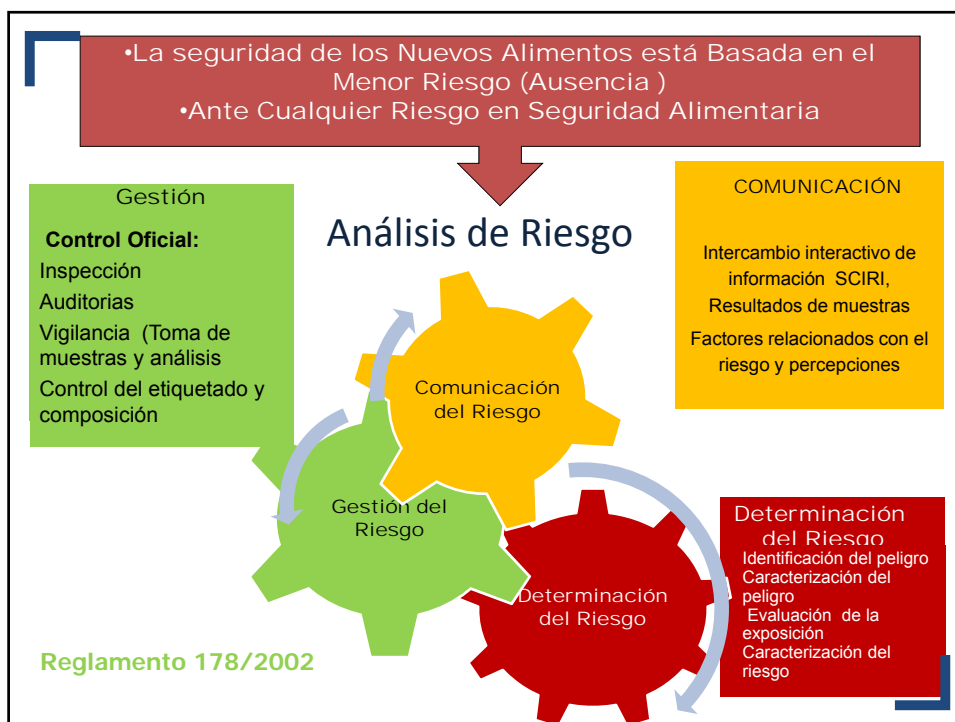 •La seguridad de los Nuevos Alimentos está Basada en el
Menor Riesgo (Ausencia )
•Ante Cualquier Riesgo en Seguridad Alimentaria
Gestión
Control Oficial:
Inspección
Auditorias
Vigilancia (Toma de
muestras y análisis
Control del etiquetado y
composición
Análisis de Riesgo
COMUNICACIÓN
Intercambio interactivo de
información SCIRI,
Resultados de muestras
Factores relacionados con el
riesgo y percepciones
Comunicación
del Riesgo
Gestión del
Riesgo
Determinación
del Riesgo
Determinación
del Riesgo
Identificación del peligro
Caracterización del
peligro
Evaluación de la
exposición
Caracterización del
riesgo
Reglamento 178/2002